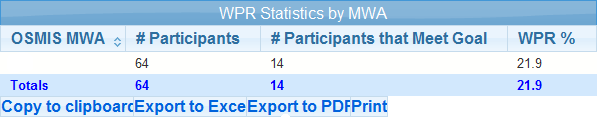 WPR Statistics by MWA
OSMIS MWA # Participants # Participants that Meet Goal WPR %
64 14 21.9
Totals 64 14 21.9
Copy to clipboard Export to Exce Export to PDF Print